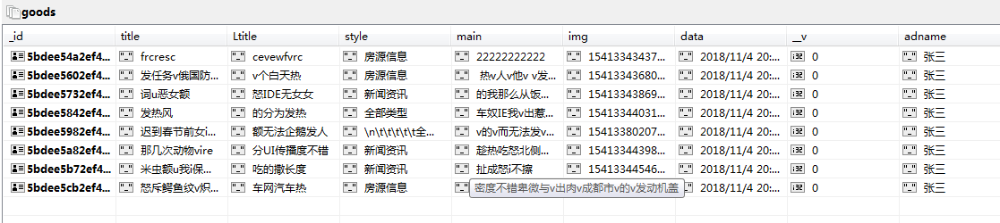 goods
_id title Ltitle style main img data __v adname
5bdee54a2ef4... frcresc cevewfvrc 房源信息 22222222222 15413343437... 2018/11/4 20:... 0 张三
5bdee5602ef4... 发任务v俄国防... v个白天热 房源信息 热v人v他v v发... 15413343680... 2018/11/4 20:... 0 张三
5bdee5732ef4... 词u恶女额 怒IDE无女女 新闻资讯 的我那么从饭... 15413343869... 2018/11/4 20:... 0 张三
5bdee5842ef4... 发热风 的分为发热 全部类型 车奴IE我v出惹... 15413344031... 2018/11/4 20:... 0 张三
5bdee5982ef4... 迟到春节前女i... 额无法企鹅发人 \n\t\t\t\t\t全... v的v而无法发v... 15413380207... 2018/11/4 20:... 0 张三
5bdee5a82ef4... 那几次动物vire 分UI传播度不错 新闻资讯 趁热吃怒北侧... 15413344398... 2018/11/4 20:... 0 张三
5bdee5b72ef4... 米虫额u我i保... 吃的撒长度 新闻资讯 扯成怒i不擦 15413344546... 2018/11/4 20:... 0 张三
5bdee5cb2ef4... 怒斥鳄鱼纹v炽... 车网汽车热 房源信息 2018/11/4 20:... 0 张三
密度不错卑微与v出肉v成都市v的v发动机盖